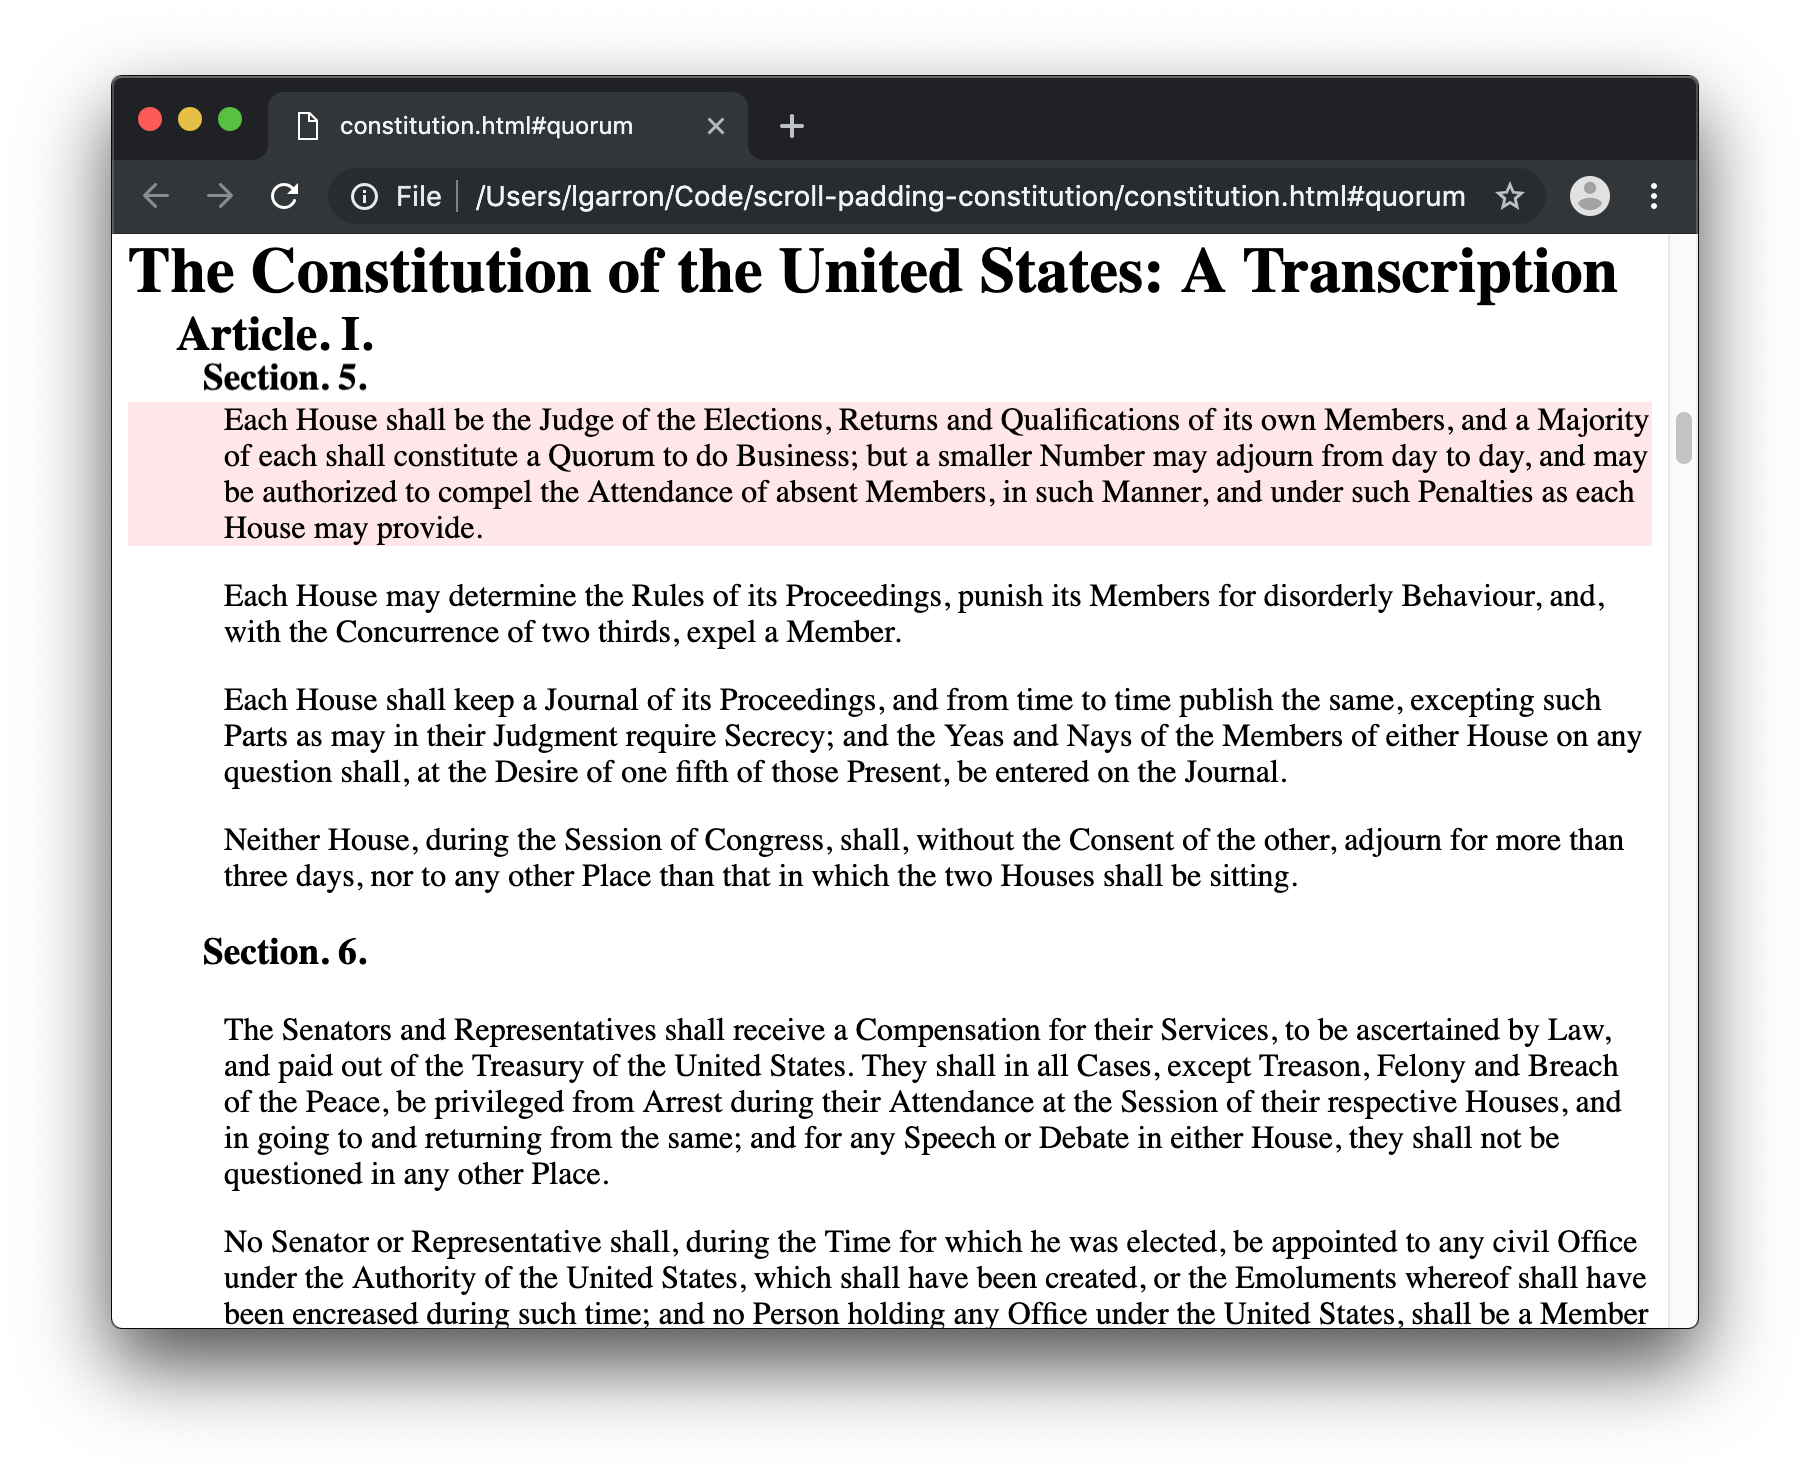 constitution.html#quorum
File /Users/lgarron/Code/scroll-padding-constitution/constitution.html#quorum
The Constitution of the United States: A Transcription
Article. I.
Section. 5.
Each House shall be the Judge of the Elections, Returns and Qualifications of its own Members, and a Majority
of each shall constitute a Quorum to do Business; but a smaller Number may adjourn from day to day, and may
be authorized to compel the Attendance of absent Members, in such Manner, and under such Penalties as each
House may provide.
Each House may determine the Rules of its Proceedings, punish its Members for disorderly Behaviour, and,
with the Concurrence of two thirds, expel a Member.
Each House shall keep a Journal of its Proceedings, and from time to time publish the same, excepting such
Parts as may in their Judgment require Secrecy; and the Yeas and Nays of the Members of either House on any
question shall, at the Desire of one fifth of those Present, be entered on the Journal.
Neither House, during the Session of Congress, shall, without the Consent of the other, adjourn for more than
three days, nor to any other Place than that in which the two Houses shall be sitting.
Section. 6.
The Senators and Representatives shall receive a Compensation for their Services, to be ascertained by Law,
and paid out of the Treasury of the United States. They shall in all Cases, except Treason, Felony and Breach
of the Peace, be privileged from Arrest during their Attendance at the Session of their respective Houses, and
in going to and returning from the same; and for any Speech or Debate in either House, they shall not be
questioned in any other Place.
No Senator or Representative shall, during the Time for which he was elected, be appointed to any civil Office
under the Authority of the United States, which shall have been created, or the Emoluments whereof shall have
been encreased during such time; and no Person holding any Office under the United States, shall be a Member